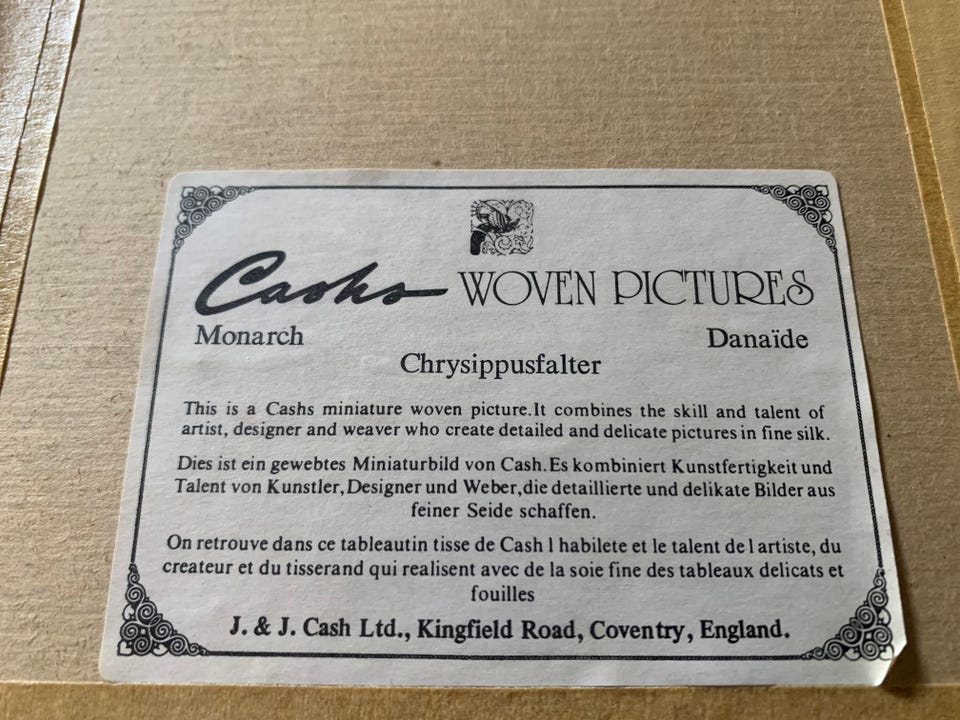 Cashs WOVEN PICTURES
Monarch Danaïde
Chrysippusfalter
This is a Cashs miniature woven picture.It combines the skill and talent of
artist, designer and weaver who create detailed and delicate pictures in fine silk.
Dies ist ein gewebtes Miniaturbild von Cash.Es kombiniert Kunstfertigkeit und
Talent von Kunstler,Designer und Weber,die detaillierte und delikate Bilder aus
feiner Seide schaffen.
On retrouve dans ce tableautin tisse de Cash l habilete et le talent de l artiste, du
createur et du tisserand qui realisent avec de la soie fine des tableaux delicats et
fouilles
J. & J. Cash Ltd., Kingfield Road, Coventry, England.